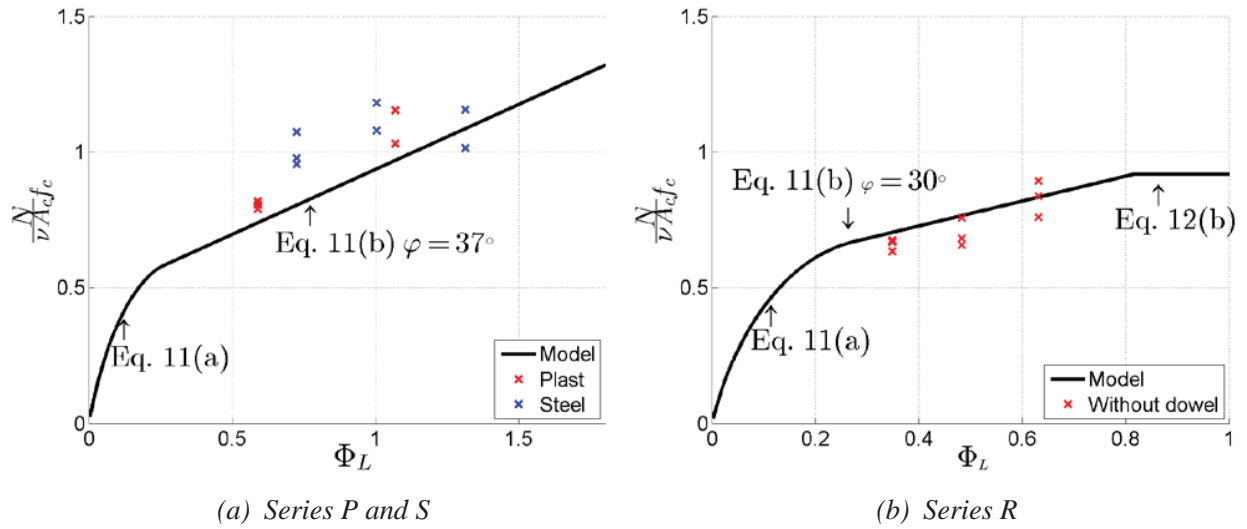 1.5
1
0.5
0
0 0.5 1 1.5
N
νA_c f_c
Φ_L
Eq. 11(b) φ = 37°
Eq. 11(a)
Model
Plast
Steel
(a) Series P and S
1.5
1
0.5
0
0 0.2 0.4 0.6 0.8 1
N
νA_c f_c
Φ_L
Eq. 11(b) φ = 30°
Eq. 12(b)
Eq. 11(a)
Model
Without dowel
(b) Series R